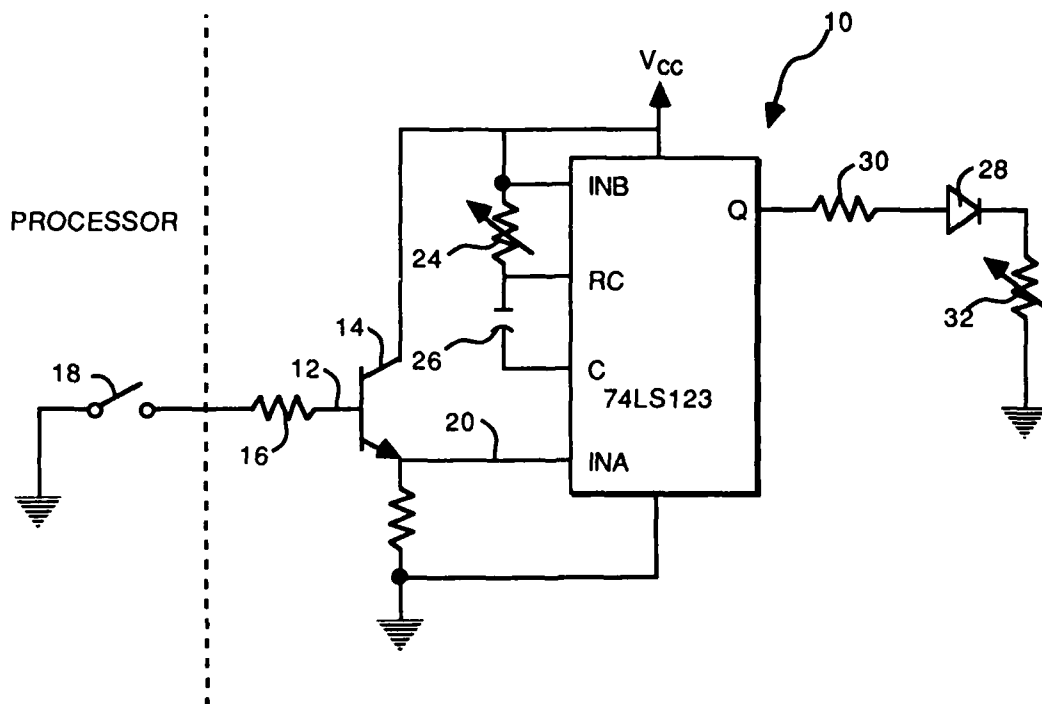 10
VCC
30
28
INB
Q
PROCESSOR
24
RC
32
14
26
18
12
C
74LS123
20
16
INA